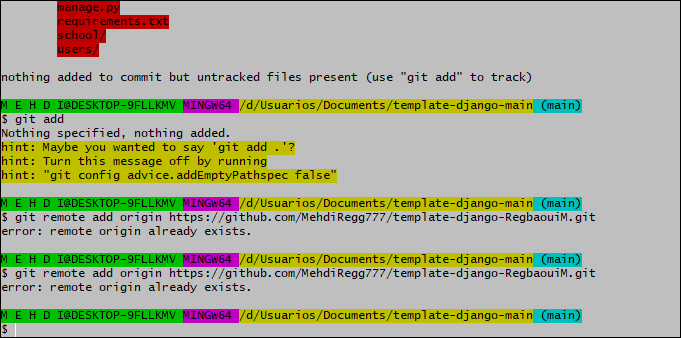 manage.py
requirements.txt
school/
users/
nothing added to commit but untracked files present (use "git add" to track)
M E H D I@DESKTOP-9FLLKMV MINGW64 /d/Usuarios/Documents/template-django-main (main)
$ git add
Nothing specified, nothing added.
hint: Maybe you wanted to say 'git add .'?
hint: Turn this message off by running
hint: "git config advice.addEmptyPathspec false"
M E H D I@DESKTOP-9FLLKMV MINGW64 /d/Usuarios/Documents/template-django-main (main)
$ git remote add origin https://github.com/MehdiRegg777/template-django-RegbaouiM.git
error: remote origin already exists.
M E H D I@DESKTOP-9FLLKMV MINGW64 /d/Usuarios/Documents/template-django-main (main)
$ git remote add origin https://github.com/MehdiRegg777/template-django-RegbaouiM.git
error: remote origin already exists.
M E H D I@DESKTOP-9FLLKMV MINGW64 /d/Usuarios/Documents/template-django-main (main)
$